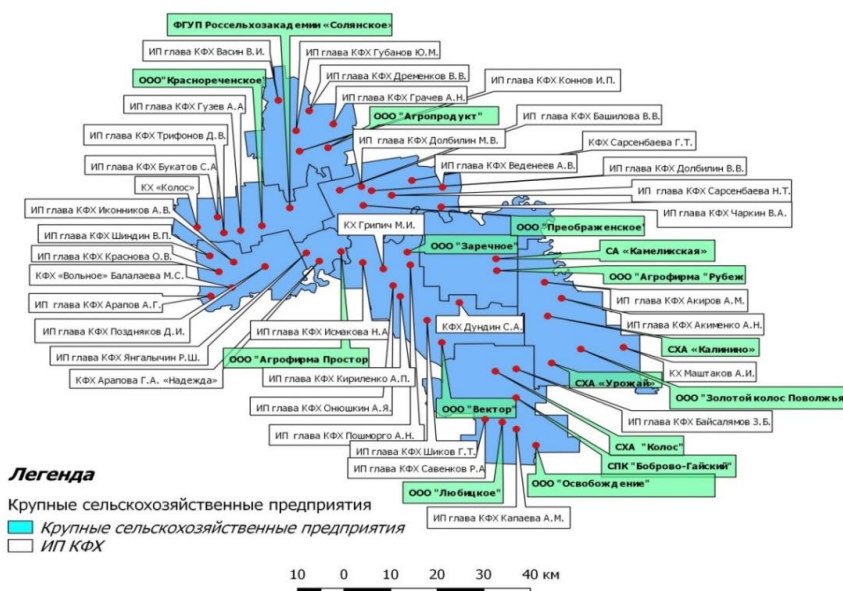 ФГУП Россельхозакадемии «Солянское»
ИП глава КФХ Васин В.И.
ИП глава КФХ Губанов Ю.М.
ИП глава КФХ Дременков В.В.
ИП глава КФХ Коннов И.П.
ООО"Краснореченское"
ИП глава КФХ Грачев А.Н.
ИП глава КФХ Гузев А.А
ООО "Агропродукт"
ИП глава КФХ Башилова В.В.
ИП глава КФХ Трифонов Д.В.
ИП глава КФХ Долбилин М.В.
КФХ Сарсенбаева Г.Т.
ИП глава КФХ Букатов С.А
ИП глава КФХ Веденеев А.В.
ИП глава КФХ Долбилин В.В.
КХ «Колос»
ИП глава КФХ Сарсенбаева Н.Т.
ИП глава КФХ Иконников А.В.
ИП глава КФХ Чаркин В.А.
КХ Грипич М.И.
ООО "Преображенское"
ИП глава КФХ Шиндин В.П.
ООО "Заречное"
СА «Камеликская»
ИП глава КФХ Краснова О.В.
КФХ «Вольное» Балалаева М.С.
ООО "Агрофирма "Рубеж
ИП глава КФХ Арапов А.Г.
ИП глава КФХ Акиров А.М.
ИП глава КФХ Поздняков Д.И.
ИП глава КФХ Исмакова Н.А
КФХ Дундин С.А.
ИП глава КФХ Акименко А.Н.
ИП глава КФХ Янгалычин Р.Ш.
ООО "Агрофирма Простор
СХА «Калинино»
КФХ Арапова Г.А. «Надежда»
ИП глава КФХ Кириленко А.П.
КХ Маштаков А.И.
СХА «Урожай»
ООО "Золотой колос Поволжья
ИП глава КФХ Онюшкин А.Я.
ООО "Вектор"
ИП глава КФХ Байсалямов З.Б.
ИП глава КФХ Пошморго А.Н.
СХА "Колос"
ИП глава КФХ Шиков Г.Т.
СПК "Боброво-Гайский"
ИП глава КФХ Савенков Р.А
ООО "Освобождение"
ООО "Любицкое"
ИП глава КФХ Капаева А.М.
Легенда
Крупные сельскохозяйственные предприятия
Крупные сельскохозяйственные предприятия
ИП КФХ
10 0 10 20 30 40 км